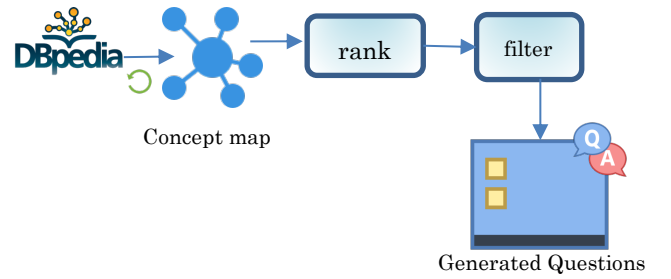 DBpedia
rank
filter
Concept map
Q
A
Generated Questions